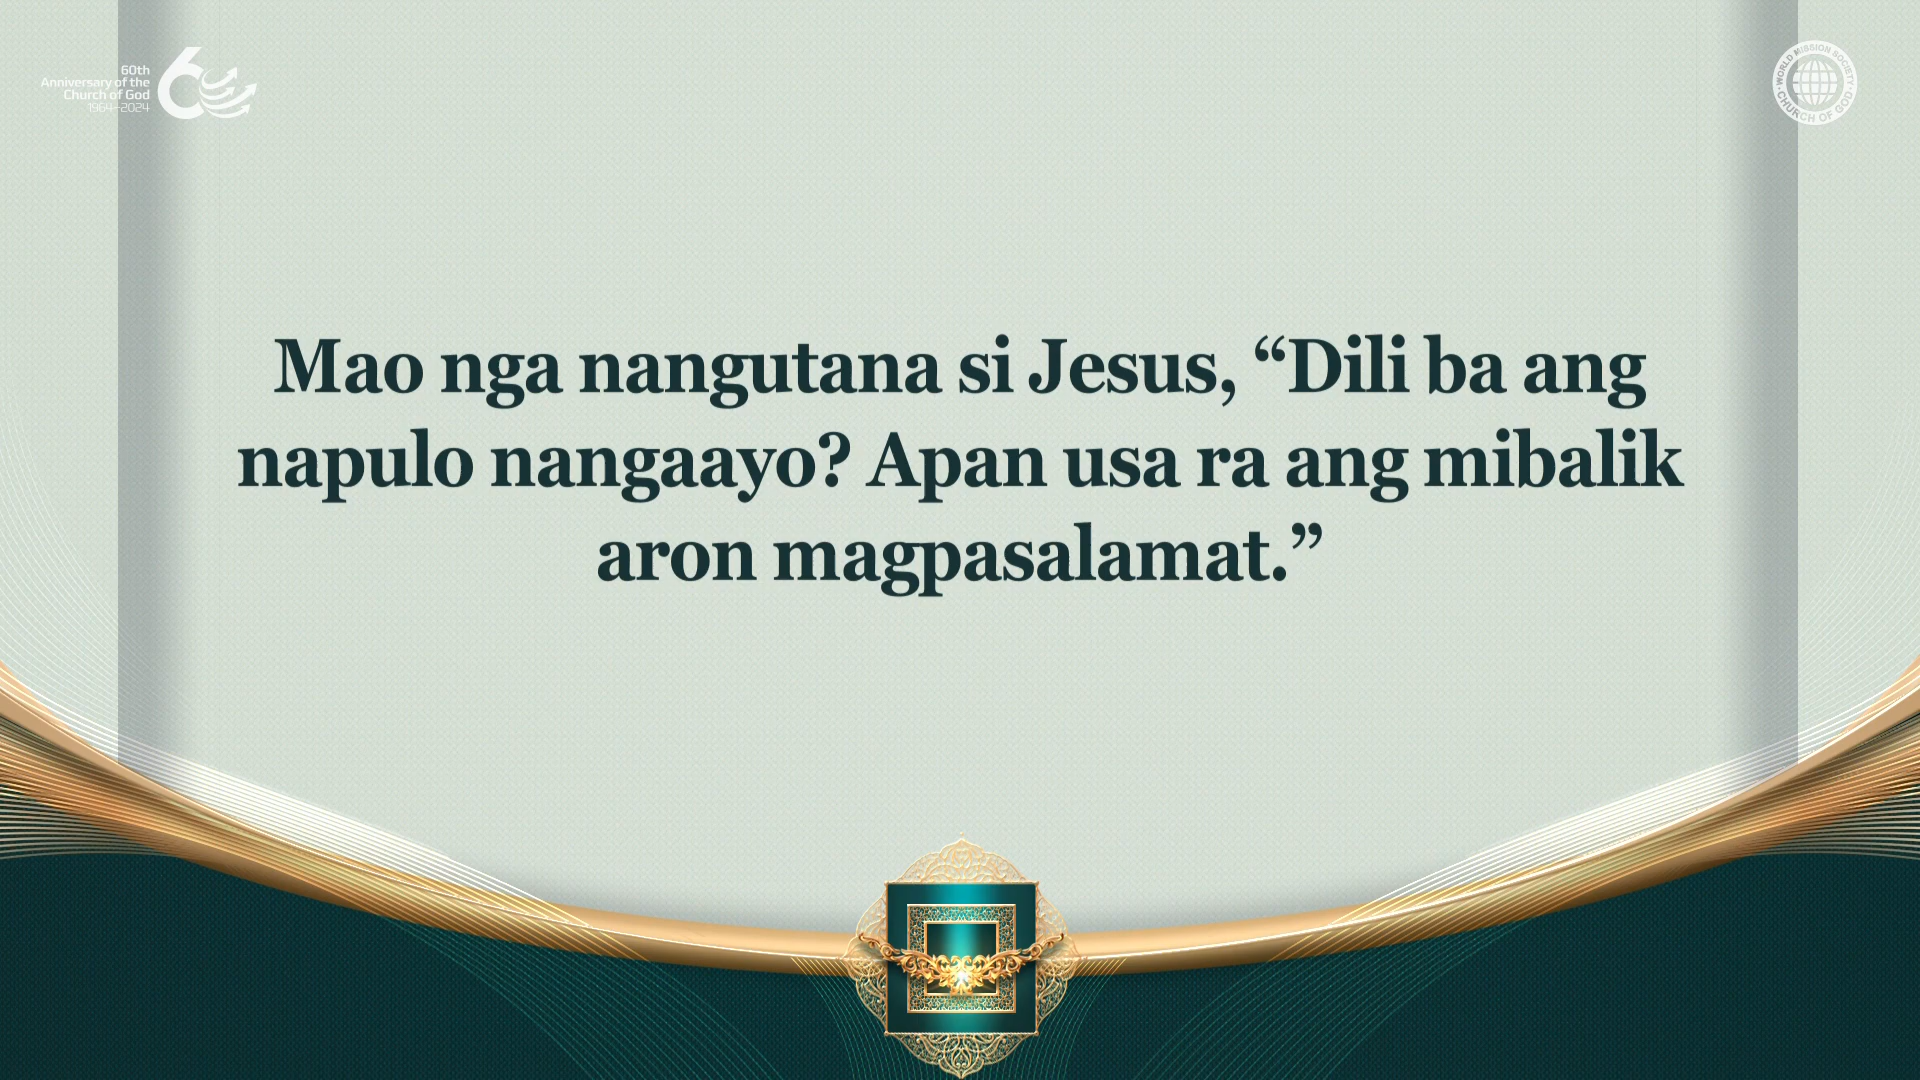 60th
Anniversary of the
Church of God
1964–2024
WORLD MISSION SOCIETY
CHURCH OF GOD
Mao nga nangutana si Jesus, “Dili ba ang
napulo nangaayo? Apan usa ra ang mibalik
aron magpasalamat.”